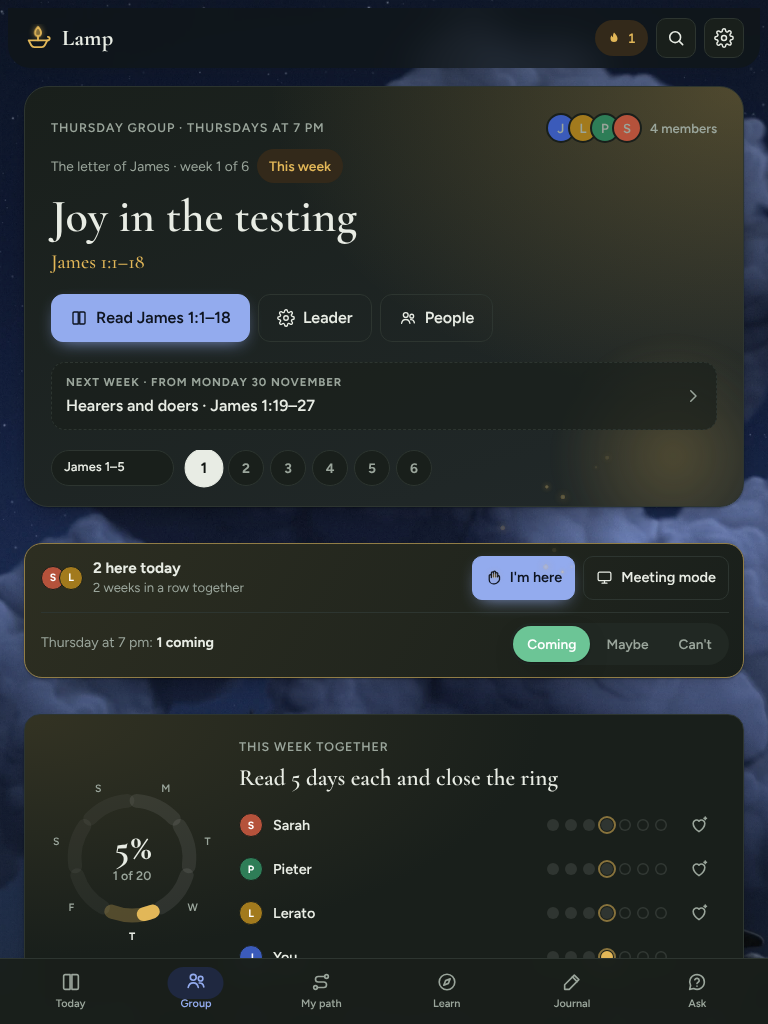 Lamp
1
THURSDAY GROUP · THURSDAYS AT 7 PM
J L P S 4 members
The letter of James · week 1 of 6 This week
Joy in the testing
James 1:1–18
Read James 1:1–18 Leader People
NEXT WEEK · FROM MONDAY 30 NOVEMBER
Hearers and doers · James 1:19–27
James 1–5 1 2 3 4 5 6
S L 2 here today
2 weeks in a row together
I'm here Meeting mode
Thursday at 7 pm: 1 coming
Coming Maybe Can't
S M T W T F S
5%
1 of 20
THIS WEEK TOGETHER
Read 5 days each and close the ring
S Sarah
P Pieter
L Lerato
J You
Today Group My path Learn Journal Ask